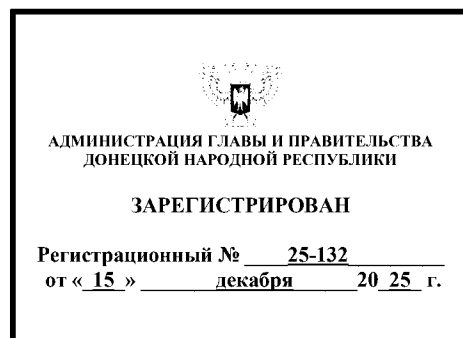 АДМИНИСТРАЦИЯ ГЛАВЫ И ПРАВИТЕЛЬСТВА
ДОНЕЦКОЙ НАРОДНОЙ РЕСПУБЛИКИ
ЗАРЕГИСТРИРОВАН
Регистрационный № 25-132
от « 15 » декабря 20 25 г.